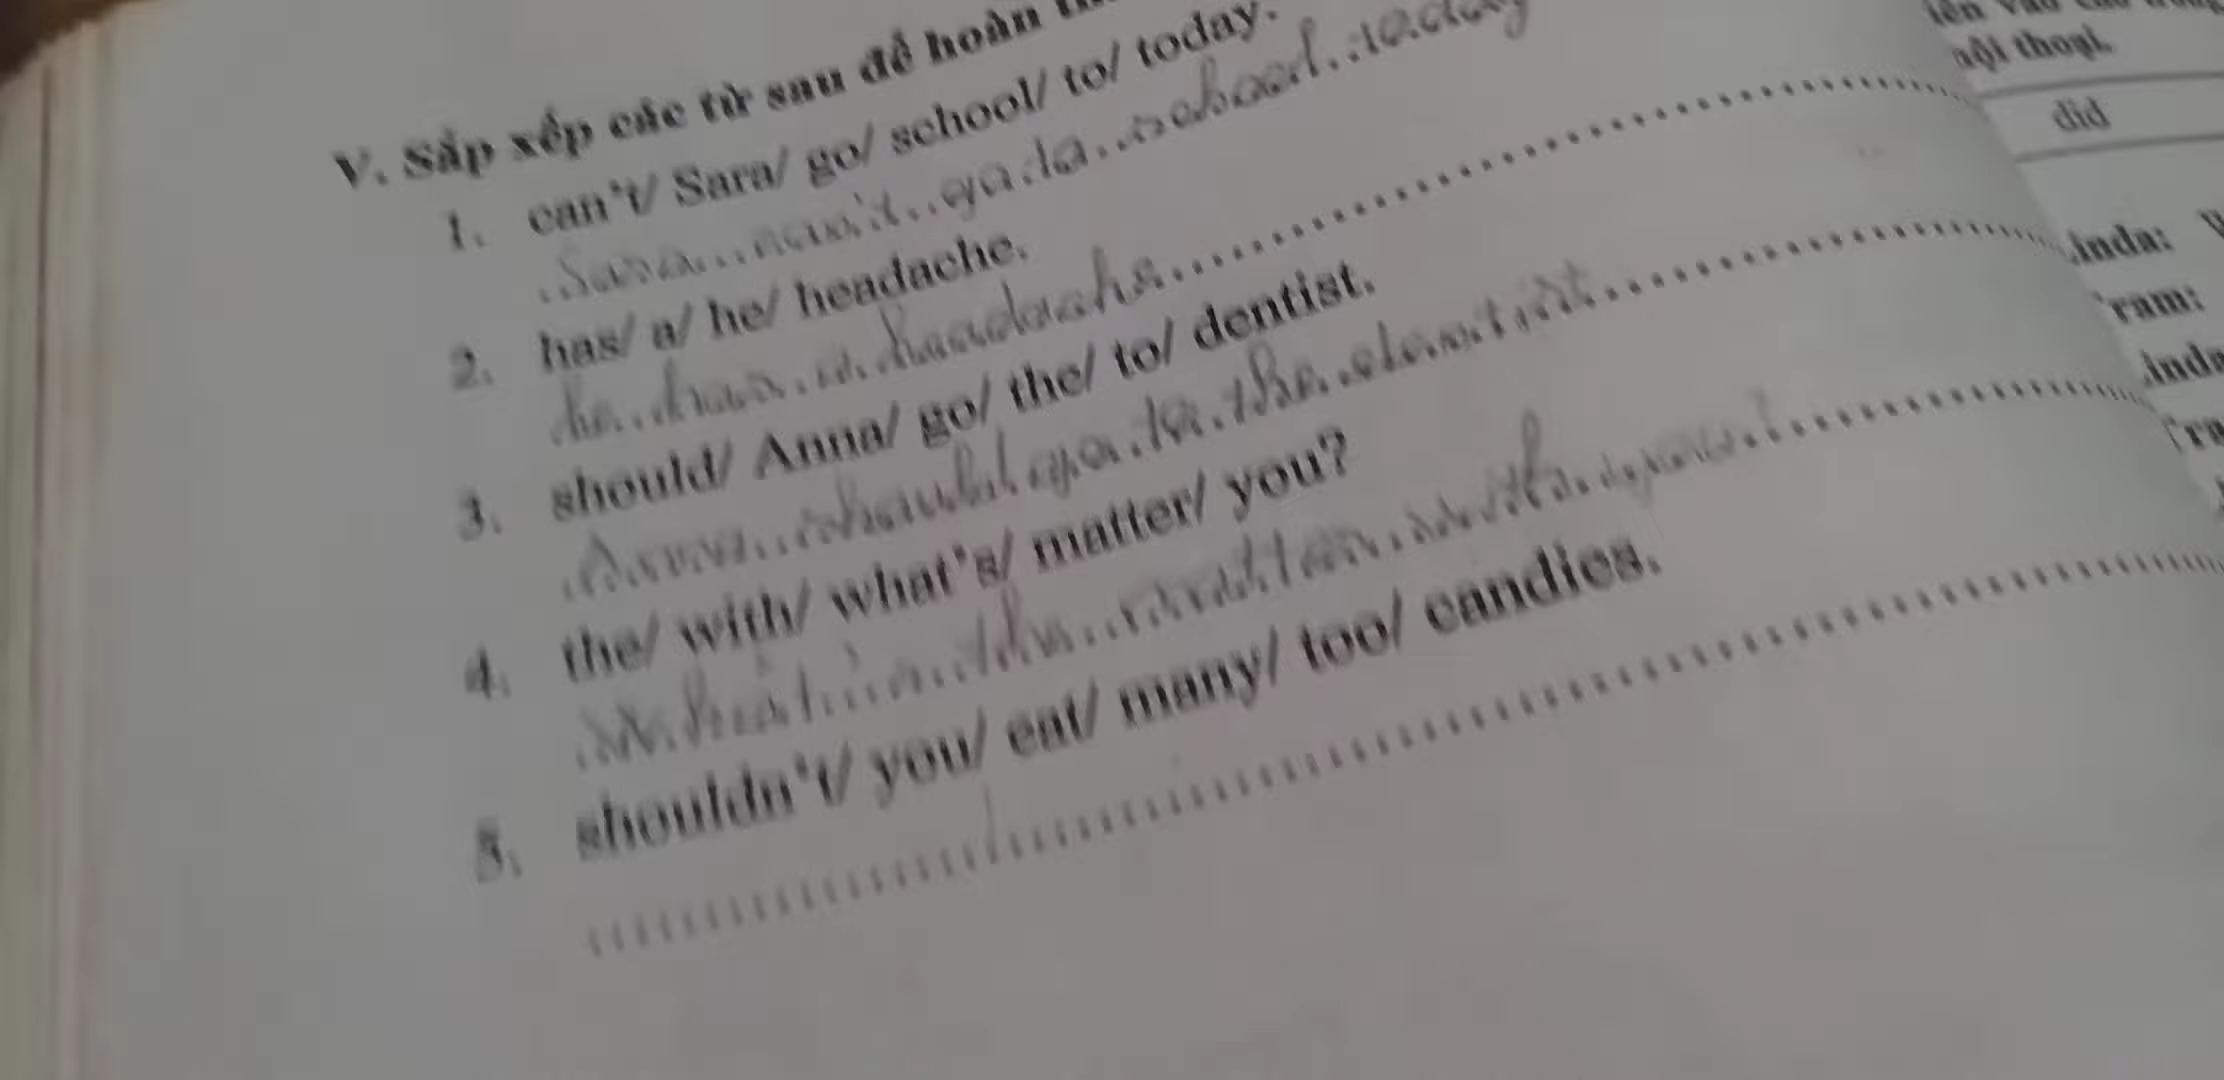 V. Sắp xếp các từ sau để hoàn
1. can't/ Sara/ go/ school/ to/ today.
Sara can't go to school today
2. has/ a/ he/ headache.
he has a headache
3. should/ Anna/ go/ the/ to/ dentist.
Anna should go to the dentist
4. the/ with/ what's/ matter/ you?
What's the matter with you?
5. shouldn't/ you/ eat/ many/ too/ candies.
nội thoại.
did
inda:
ram: